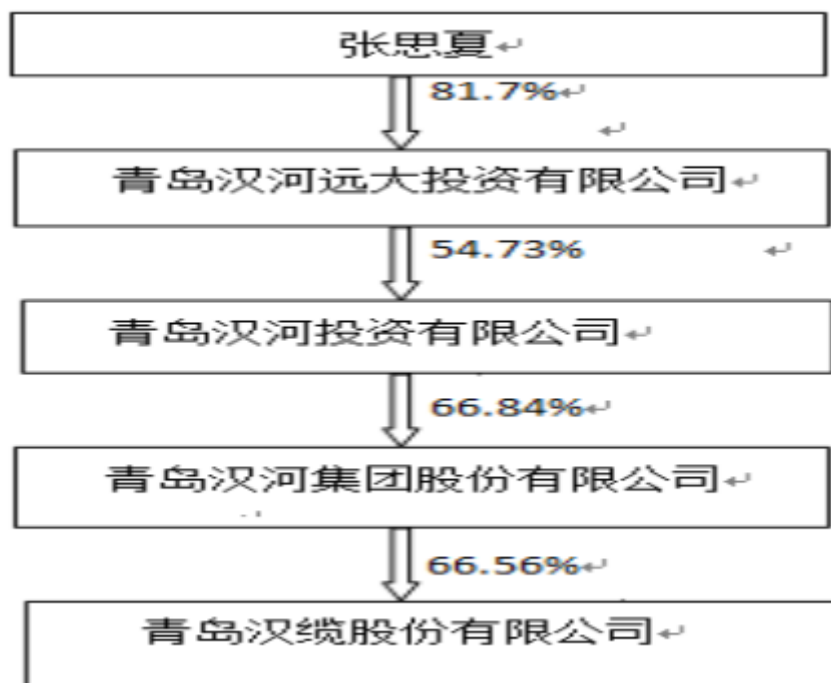 张思夏
81.7%
青岛汉河远大投资有限公司
54.73%
青岛汉河投资有限公司
66.84%
青岛汉河集团股份有限公司
66.56%
青岛汉缆股份有限公司